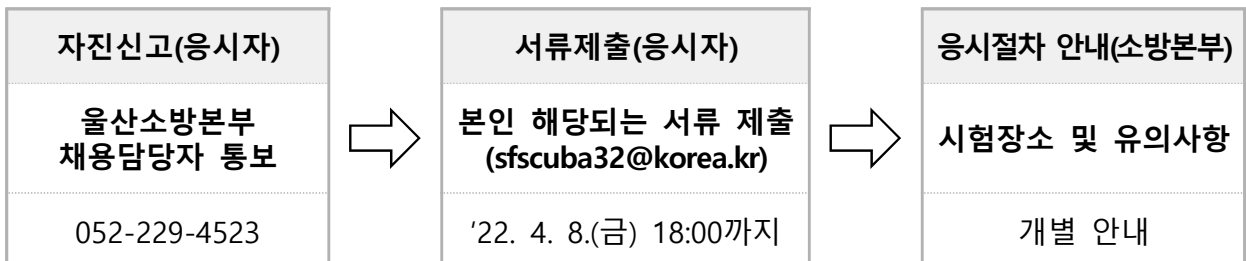 자진신고(응시자)
울산소방본부
채용담당자 통보
052-229-4523
서류제출(응시자)
본인 해당되는 서류 제출
(sfscuba32@korea.kr)
'22. 4. 8.(금) 18:00까지
응시절차 안내(소방본부)
시험장소 및 유의사항
개별 안내